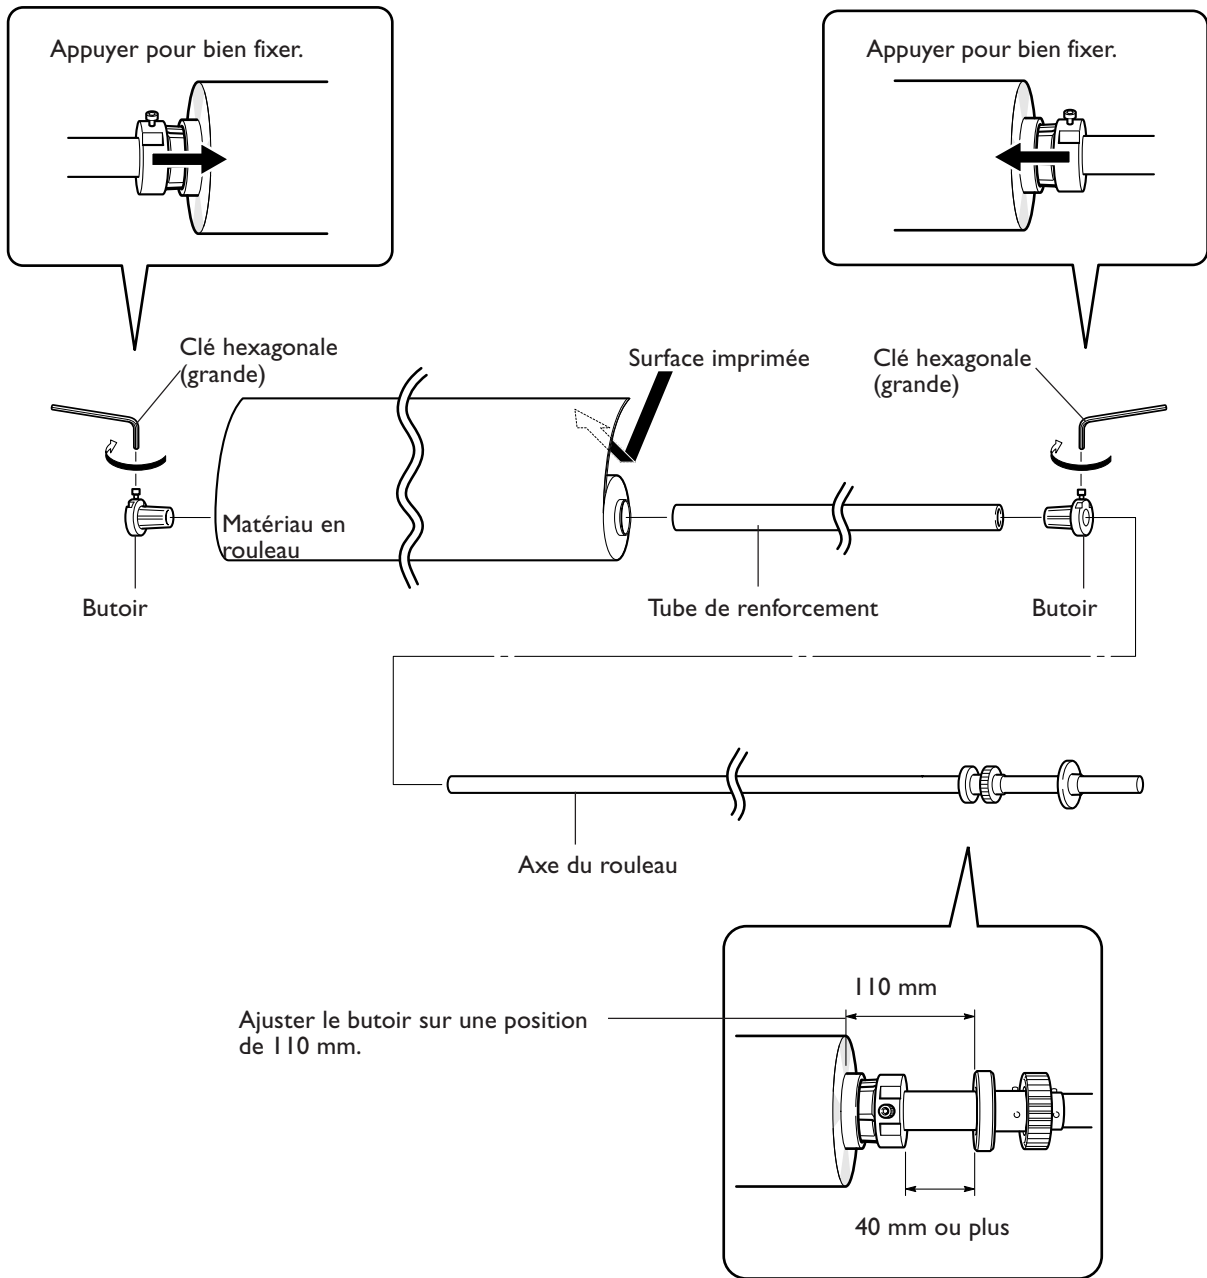 Appuyer pour bien fixer.
Appuyer pour bien fixer.
Clé hexagonale
(grande)
Surface imprimée
Clé hexagonale
(grande)
Matériau en
rouleau
Butoir
Tube de renforcement
Butoir
Axe du rouleau
110 mm
Ajuster le butoir sur une position
de 110 mm.
40 mm ou plus